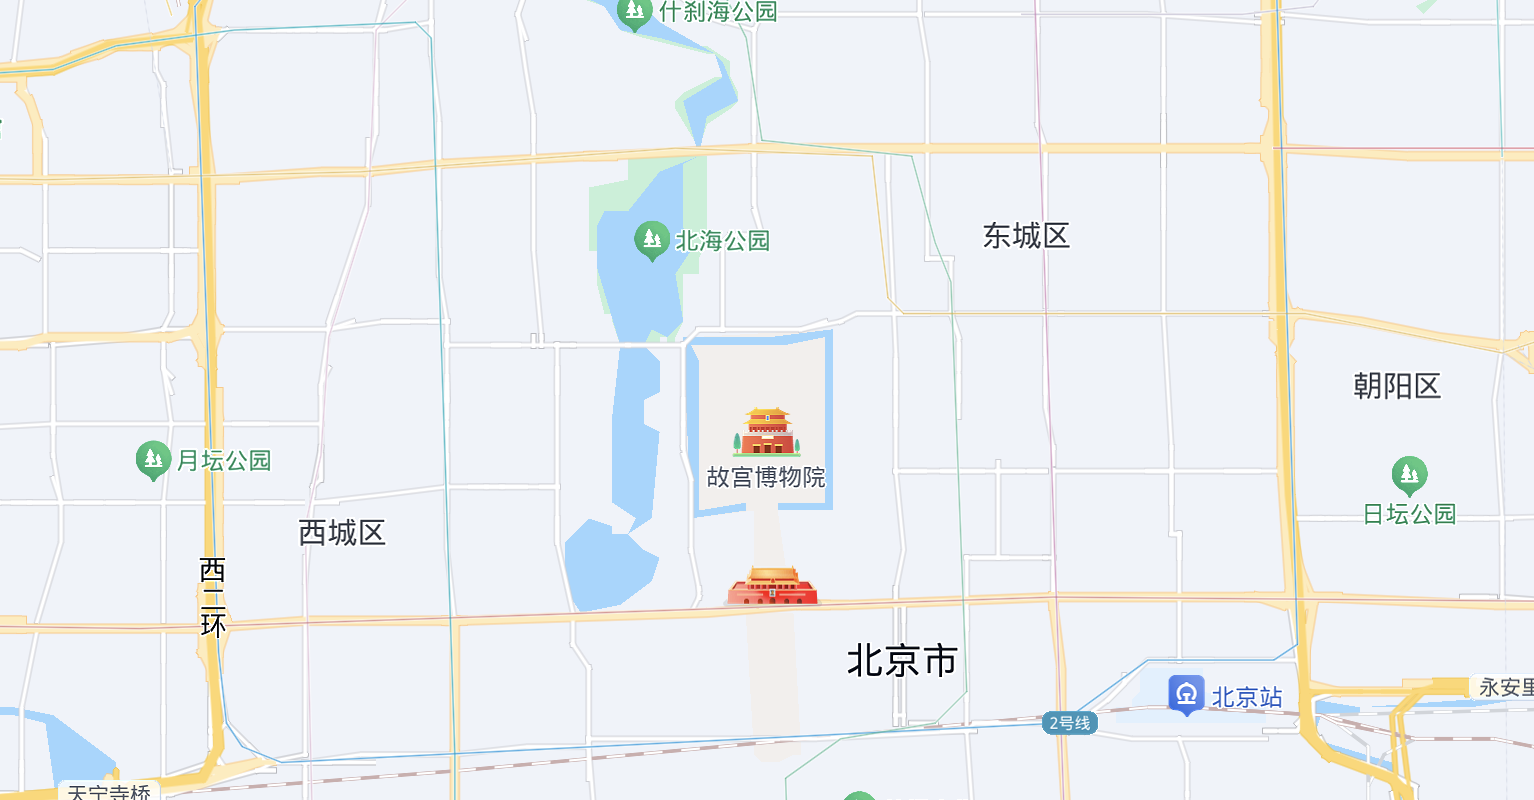 什刹海公园
东城区
北海公园
朝阳区
月坛公园
故宫博物院
日坛公园
西城区
西二环
北京市
北京站
永安里
2号线
天宁寺桥